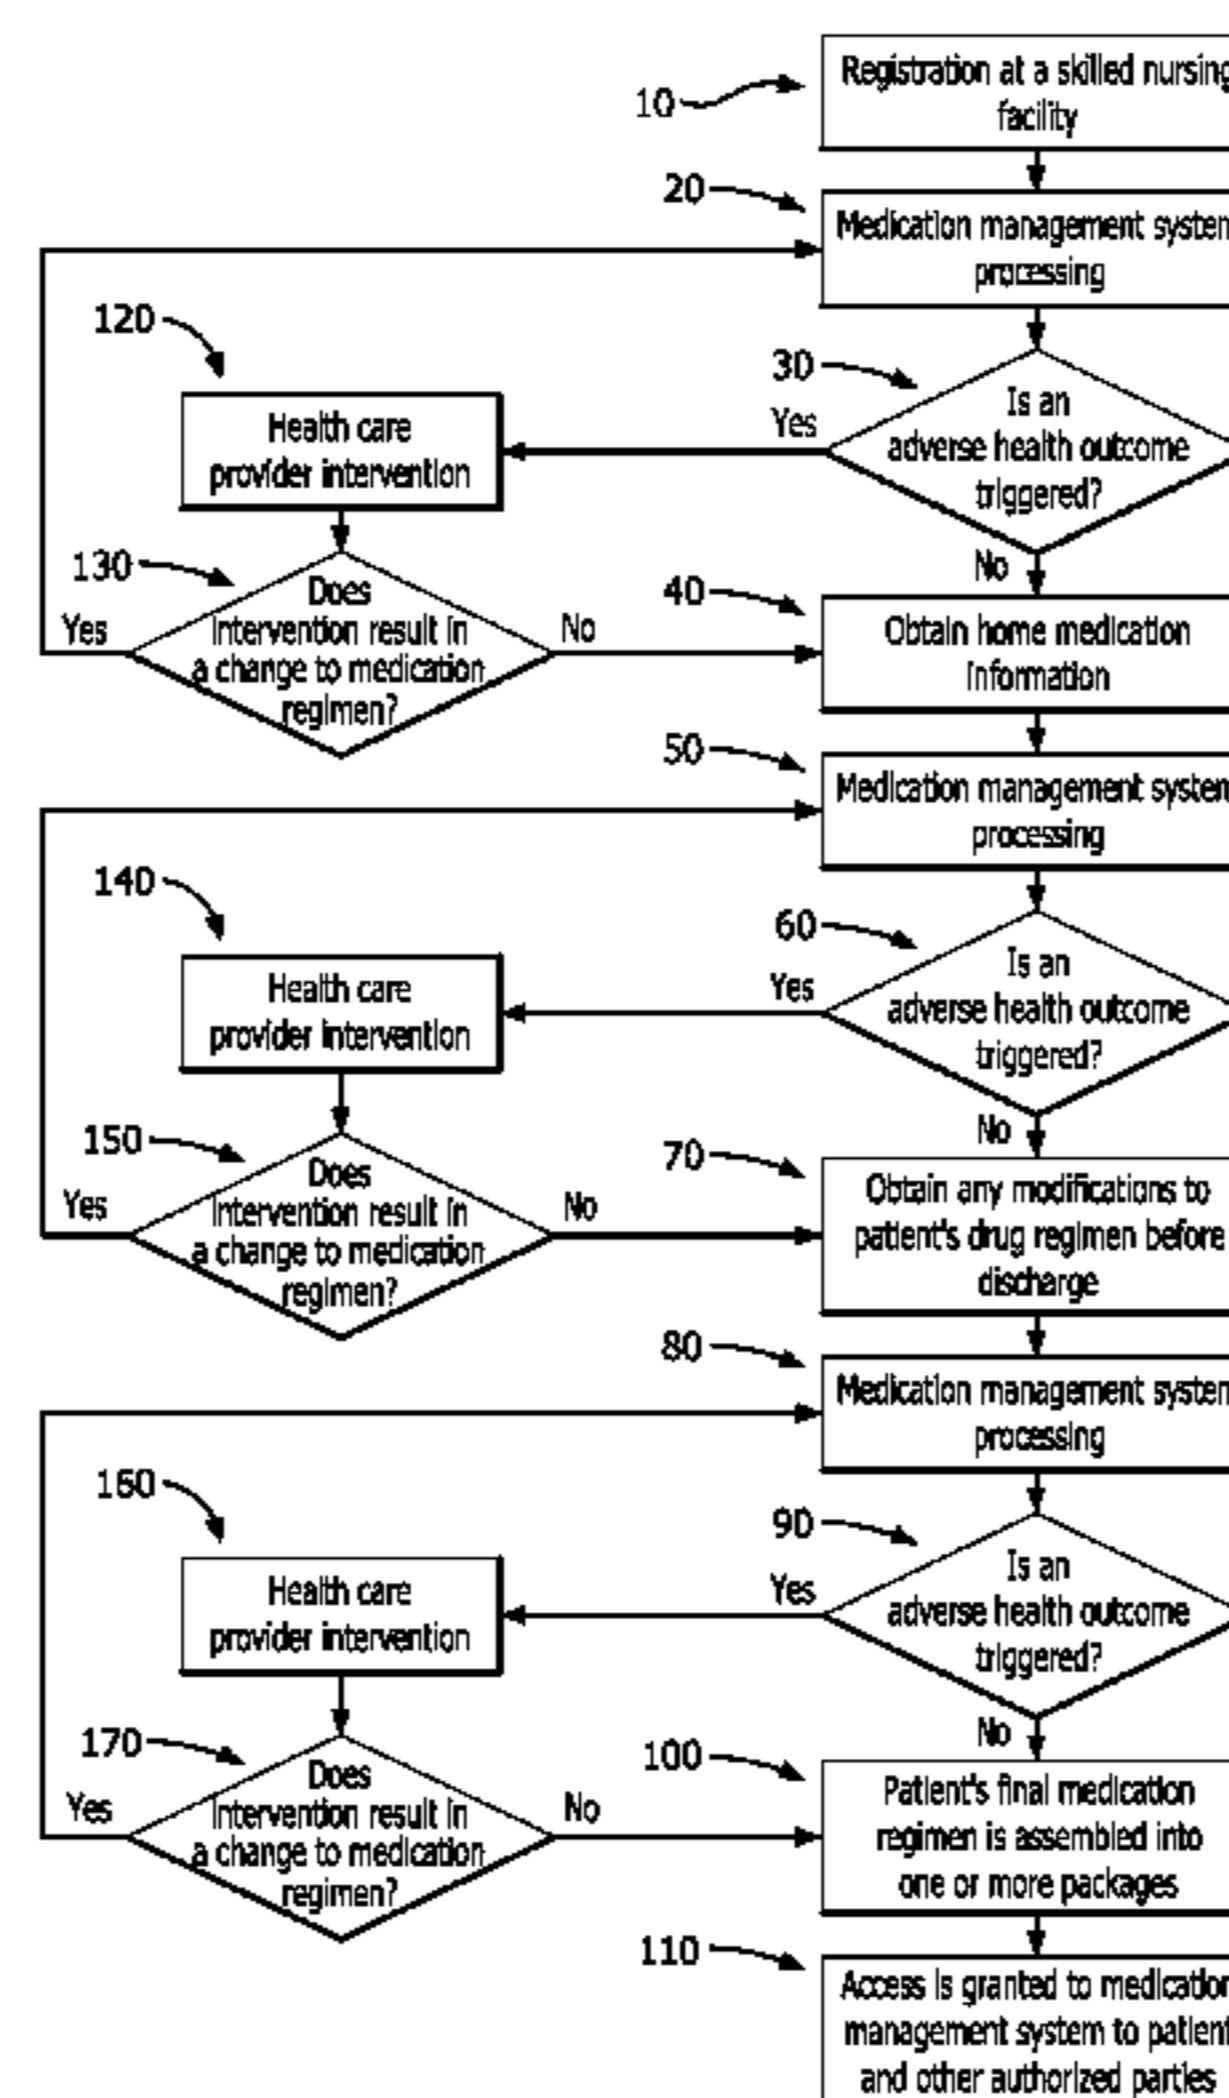 10
Registration at a skilled nursing
facility
20
Medication management system
processing
120
30
Is an
adverse health outcome
triggered?
Yes
Health care
provider intervention
No
130
Does
intervention result in
a change to medication
regimen?
Yes
No
40
Obtain home medication
information
50
Medication management system
processing
140
60
Is an
adverse health outcome
triggered?
Yes
Health care
provider intervention
No
150
Does
intervention result in
a change to medication
regimen?
Yes
No
70
Obtain any modifications to
patient's drug regimen before
discharge
80
Medication management system
processing
160
90
Is an
adverse health outcome
triggered?
Yes
Health care
provider intervention
No
170
Does
intervention result in
a change to medication
regimen?
Yes
No
100
Patient's final medication
regimen is assembled into
one or more packages
110
Access is granted to medication
management system to patient
and other authorized parties